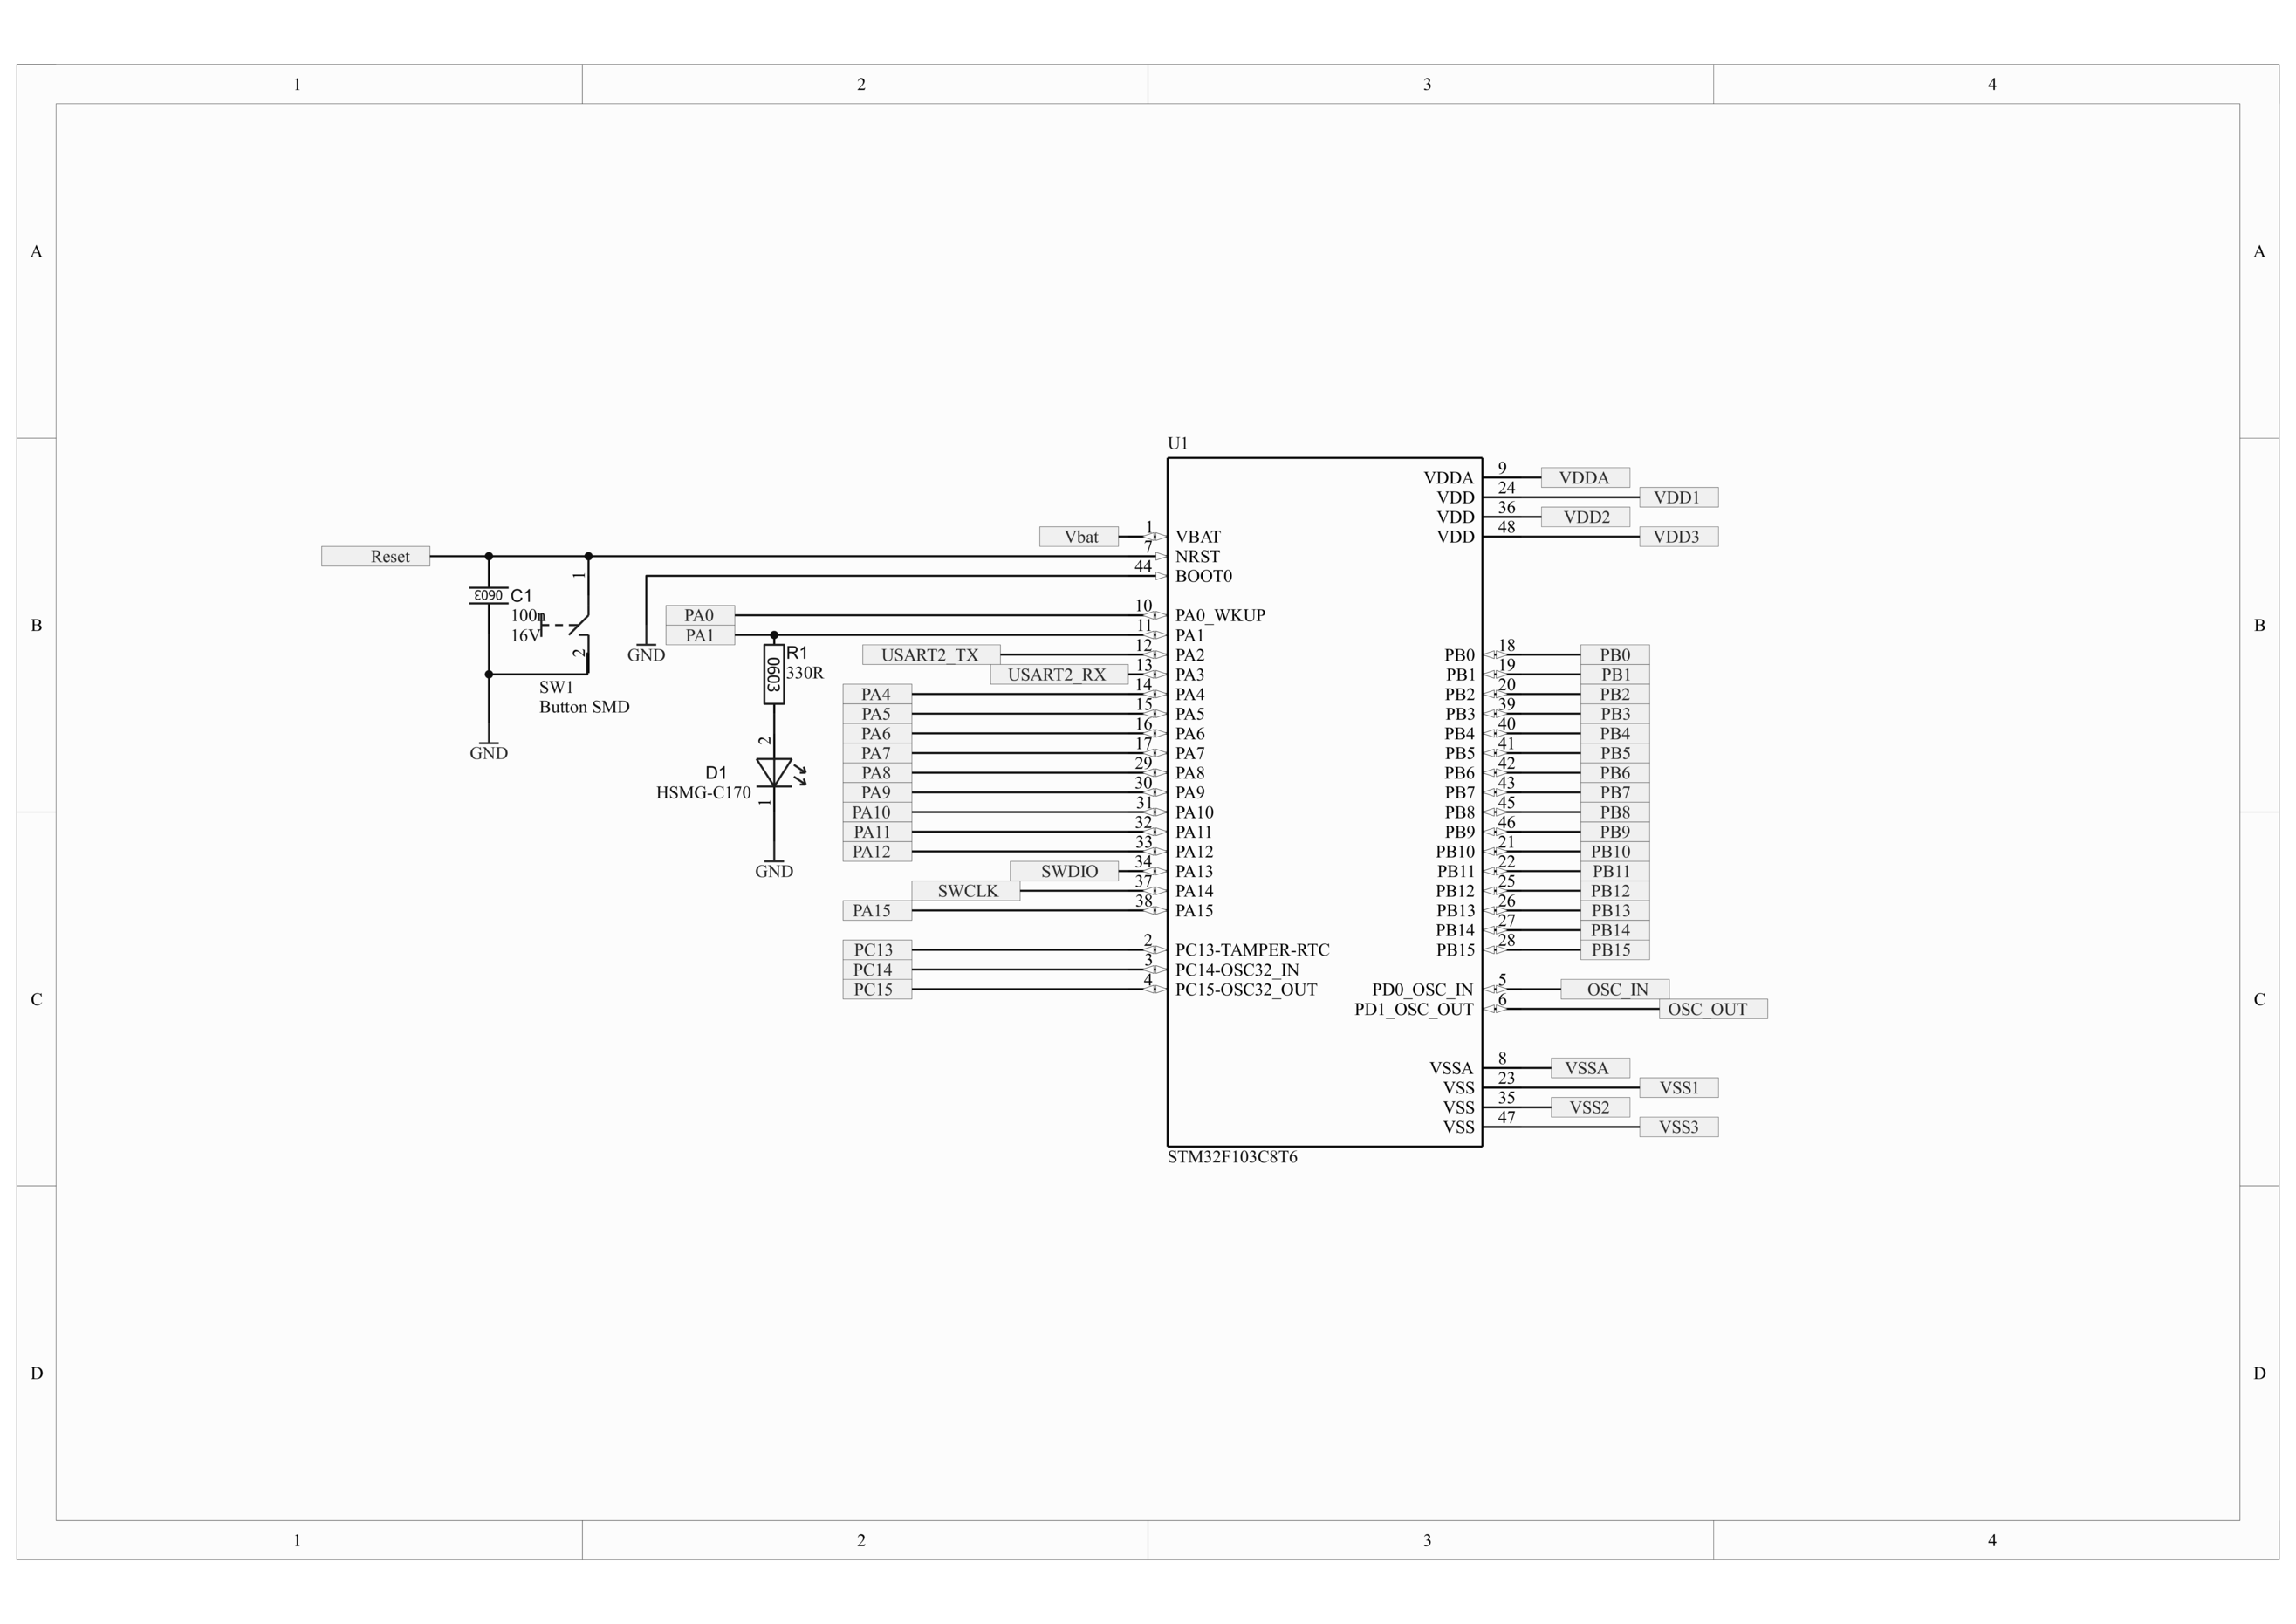 1 2 3 4
A A
U1
9
VDDA VDDA
24
VDD VDD1
36
VDD VDD2
48
VDD VDD3
1
Vbat VBAT
7
Reset NRST
44
BOOT0
1
0603 C1
100n
16V
2
GND
SW1
Button SMD
GND
B B
10
PA0 PA0_WKUP
11
PA1 PA1
R1
330R
0603
12
USART2_TX PA2
13
USART2_RX PA3
14
PA4 PA4
15
PA5 PA5
16
PA6 PA6
17
PA7 PA7
29
PA8 PA8
30
PA9 PA9
31
PA10 PA10
32
PA11 PA11
33
PA12 PA12
34
SWDIO PA13
37
SWCLK PA14
38
PA15 PA15
2
D1
HSMG-C170
1
GND
2
PC13 PC13-TAMPER-RTC
3
PC14 PC14-OSC32_IN
4
PC15 PC15-OSC32_OUT
18
PB0 PB0
19
PB1 PB1
20
PB2 PB2
39
PB3 PB3
40
PB4 PB4
41
PB5 PB5
42
PB6 PB6
43
PB7 PB7
45
PB8 PB8
46
PB9 PB9
21
PB10 PB10
22
PB11 PB11
25
PB12 PB12
26
PB13 PB13
27
PB14 PB14
28
PB15 PB15
5
PD0_OSC_IN OSC_IN
6
PD1_OSC_OUT OSC_OUT
C C
8
VSSA VSSA
23
VSS VSS1
35
VSS VSS2
47
VSS VSS3
STM32F103C8T6
D D
1 2 3 4